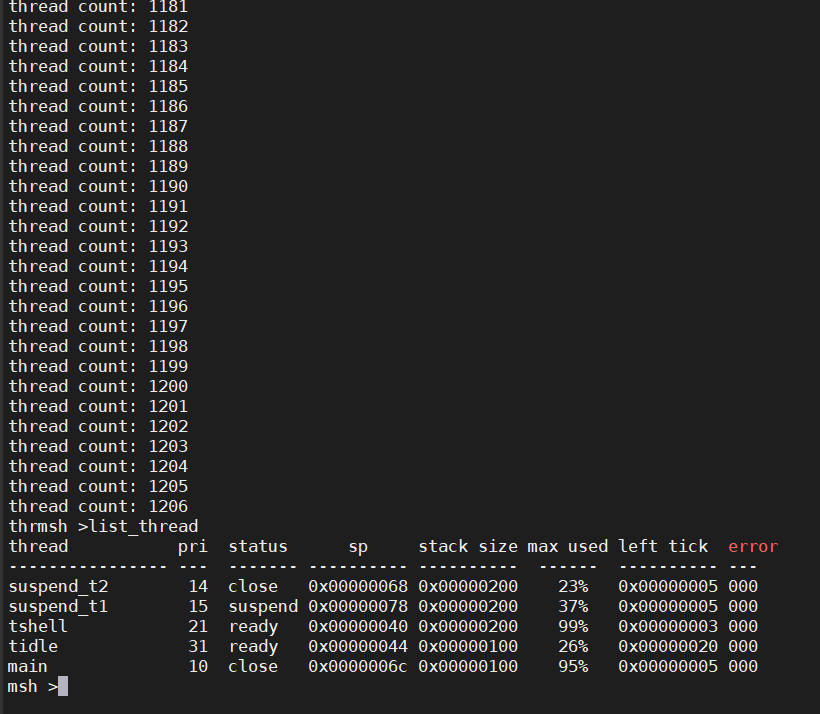 thread count: 1181
thread count: 1182
thread count: 1183
thread count: 1184
thread count: 1185
thread count: 1186
thread count: 1187
thread count: 1188
thread count: 1189
thread count: 1190
thread count: 1191
thread count: 1192
thread count: 1193
thread count: 1194
thread count: 1195
thread count: 1196
thread count: 1197
thread count: 1198
thread count: 1199
thread count: 1200
thread count: 1201
thread count: 1202
thread count: 1203
thread count: 1204
thread count: 1205
thread count: 1206
thrmsh >list_thread
thread           pri  status      sp     stack size max used left tick  error
---------------- ---  ------- ---------- ----------  ------  ---------- ---
suspend_t2        14  close   0x00000068 0x00000200    23%   0x00000005 000
suspend_t1        15  suspend 0x00000078 0x00000200    37%   0x00000005 000
tshell            21  ready   0x00000040 0x00000200    99%   0x00000003 000
tidle             31  ready   0x00000044 0x00000100    26%   0x00000020 000
main              10  close   0x0000006c 0x00000100    95%   0x00000005 000
msh >